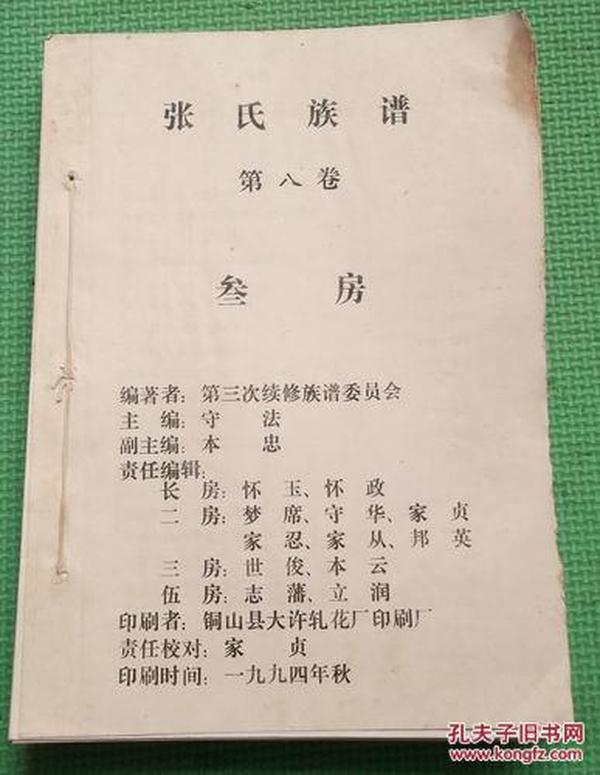 张氏族谱
第八卷
叁房
编著者：第三次续修族谱委员会
主编：守法
副主编：本忠
责任编辑：
长房：怀玉、怀政
二房：梦席、守华、家贞
家忍、家从、邦英
三房：世俊、本云
伍房：志藩、立润
印刷者：铜山县大许轧花厂印刷厂
责任校对：家贞
印刷时间：一九九四年秋
孔夫子旧书网
www.kongfz.com